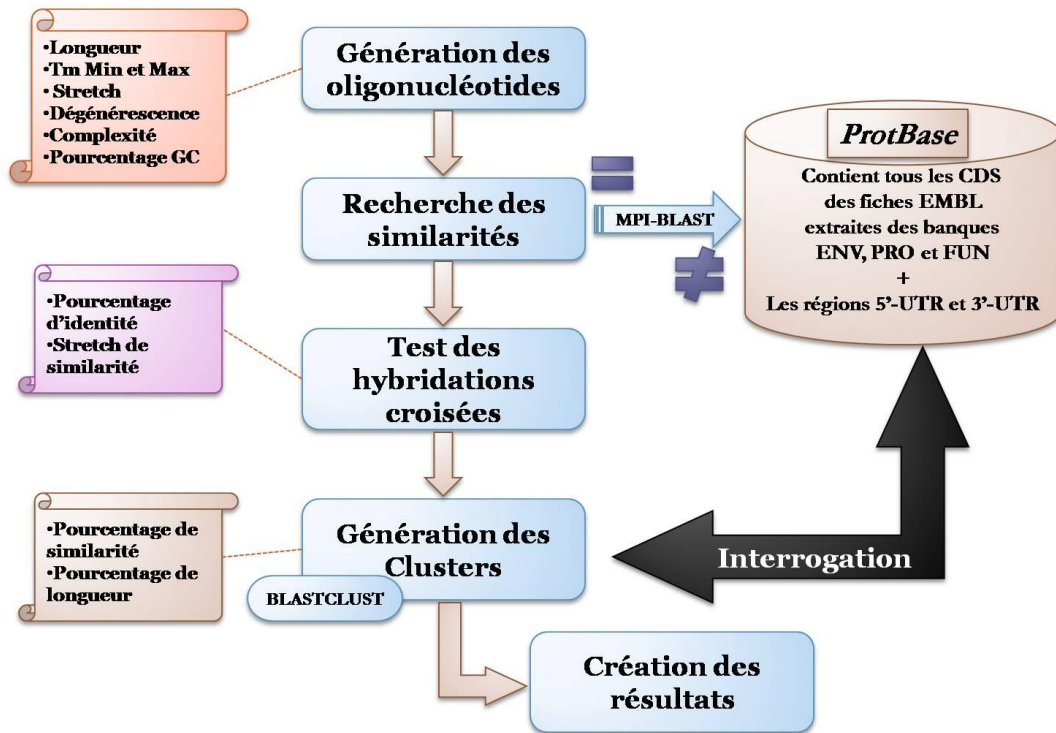 •Longueur
•Tm Min et Max
• Stretch
•Dégénérescence
•Complexité
•Pourcentage GC
Génération des
oligonucléotides
Recherche des
similarités
=
MPI-BLAST
≠
ProtBase
Contient tous les CDS
des fiches EMBL
extraites des banques
ENV, PRO et FUN
+
Les régions 5'-UTR et 3'-UTR
•Pourcentage
d'identité
•Stretch de
similarité
Test des
hybridations
croisées
•Pourcentage de
similarité
•Pourcentage de
longueur
Génération des
Clusters
BLASTCLUST
Interrogation
Création des
résultats